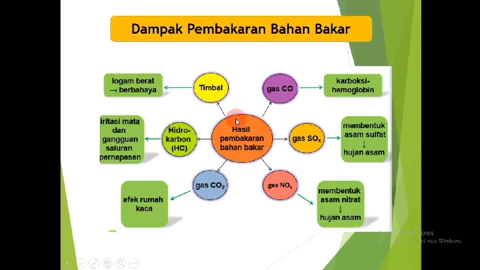 Dampak Pembakaran Bahan Bakar
logam berat
→ berbahaya
Timbal
gas CO
karboksi-
hemoglobin
iritasi mata
dan
gangguan
saluran
pernapasan
Hidro-
karbon
(HC)
Hasil
pembakaran
bahan bakar
gas SOₓ
membentuk
asam sulfat
↓
hujan asam
efek rumah
kaca
gas CO₂
gas NOₓ
membentuk
asam nitrat
↓
hujan asam